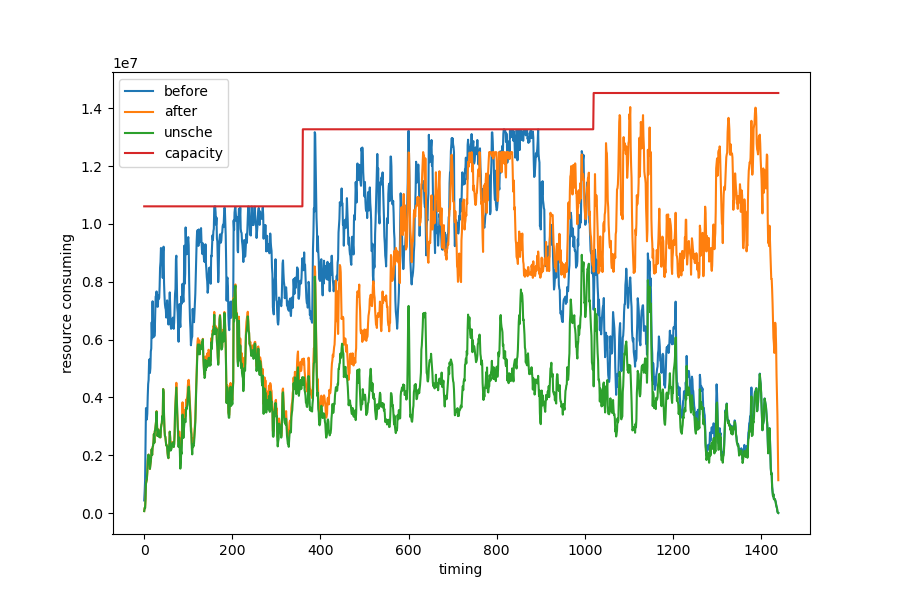 1e7
before
after
unsche
capacity
1.4
1.2
1.0
0.8
0.6
0.4
0.2
0.0
resource consuming
0 200 400 600 800 1000 1200 1400
timing